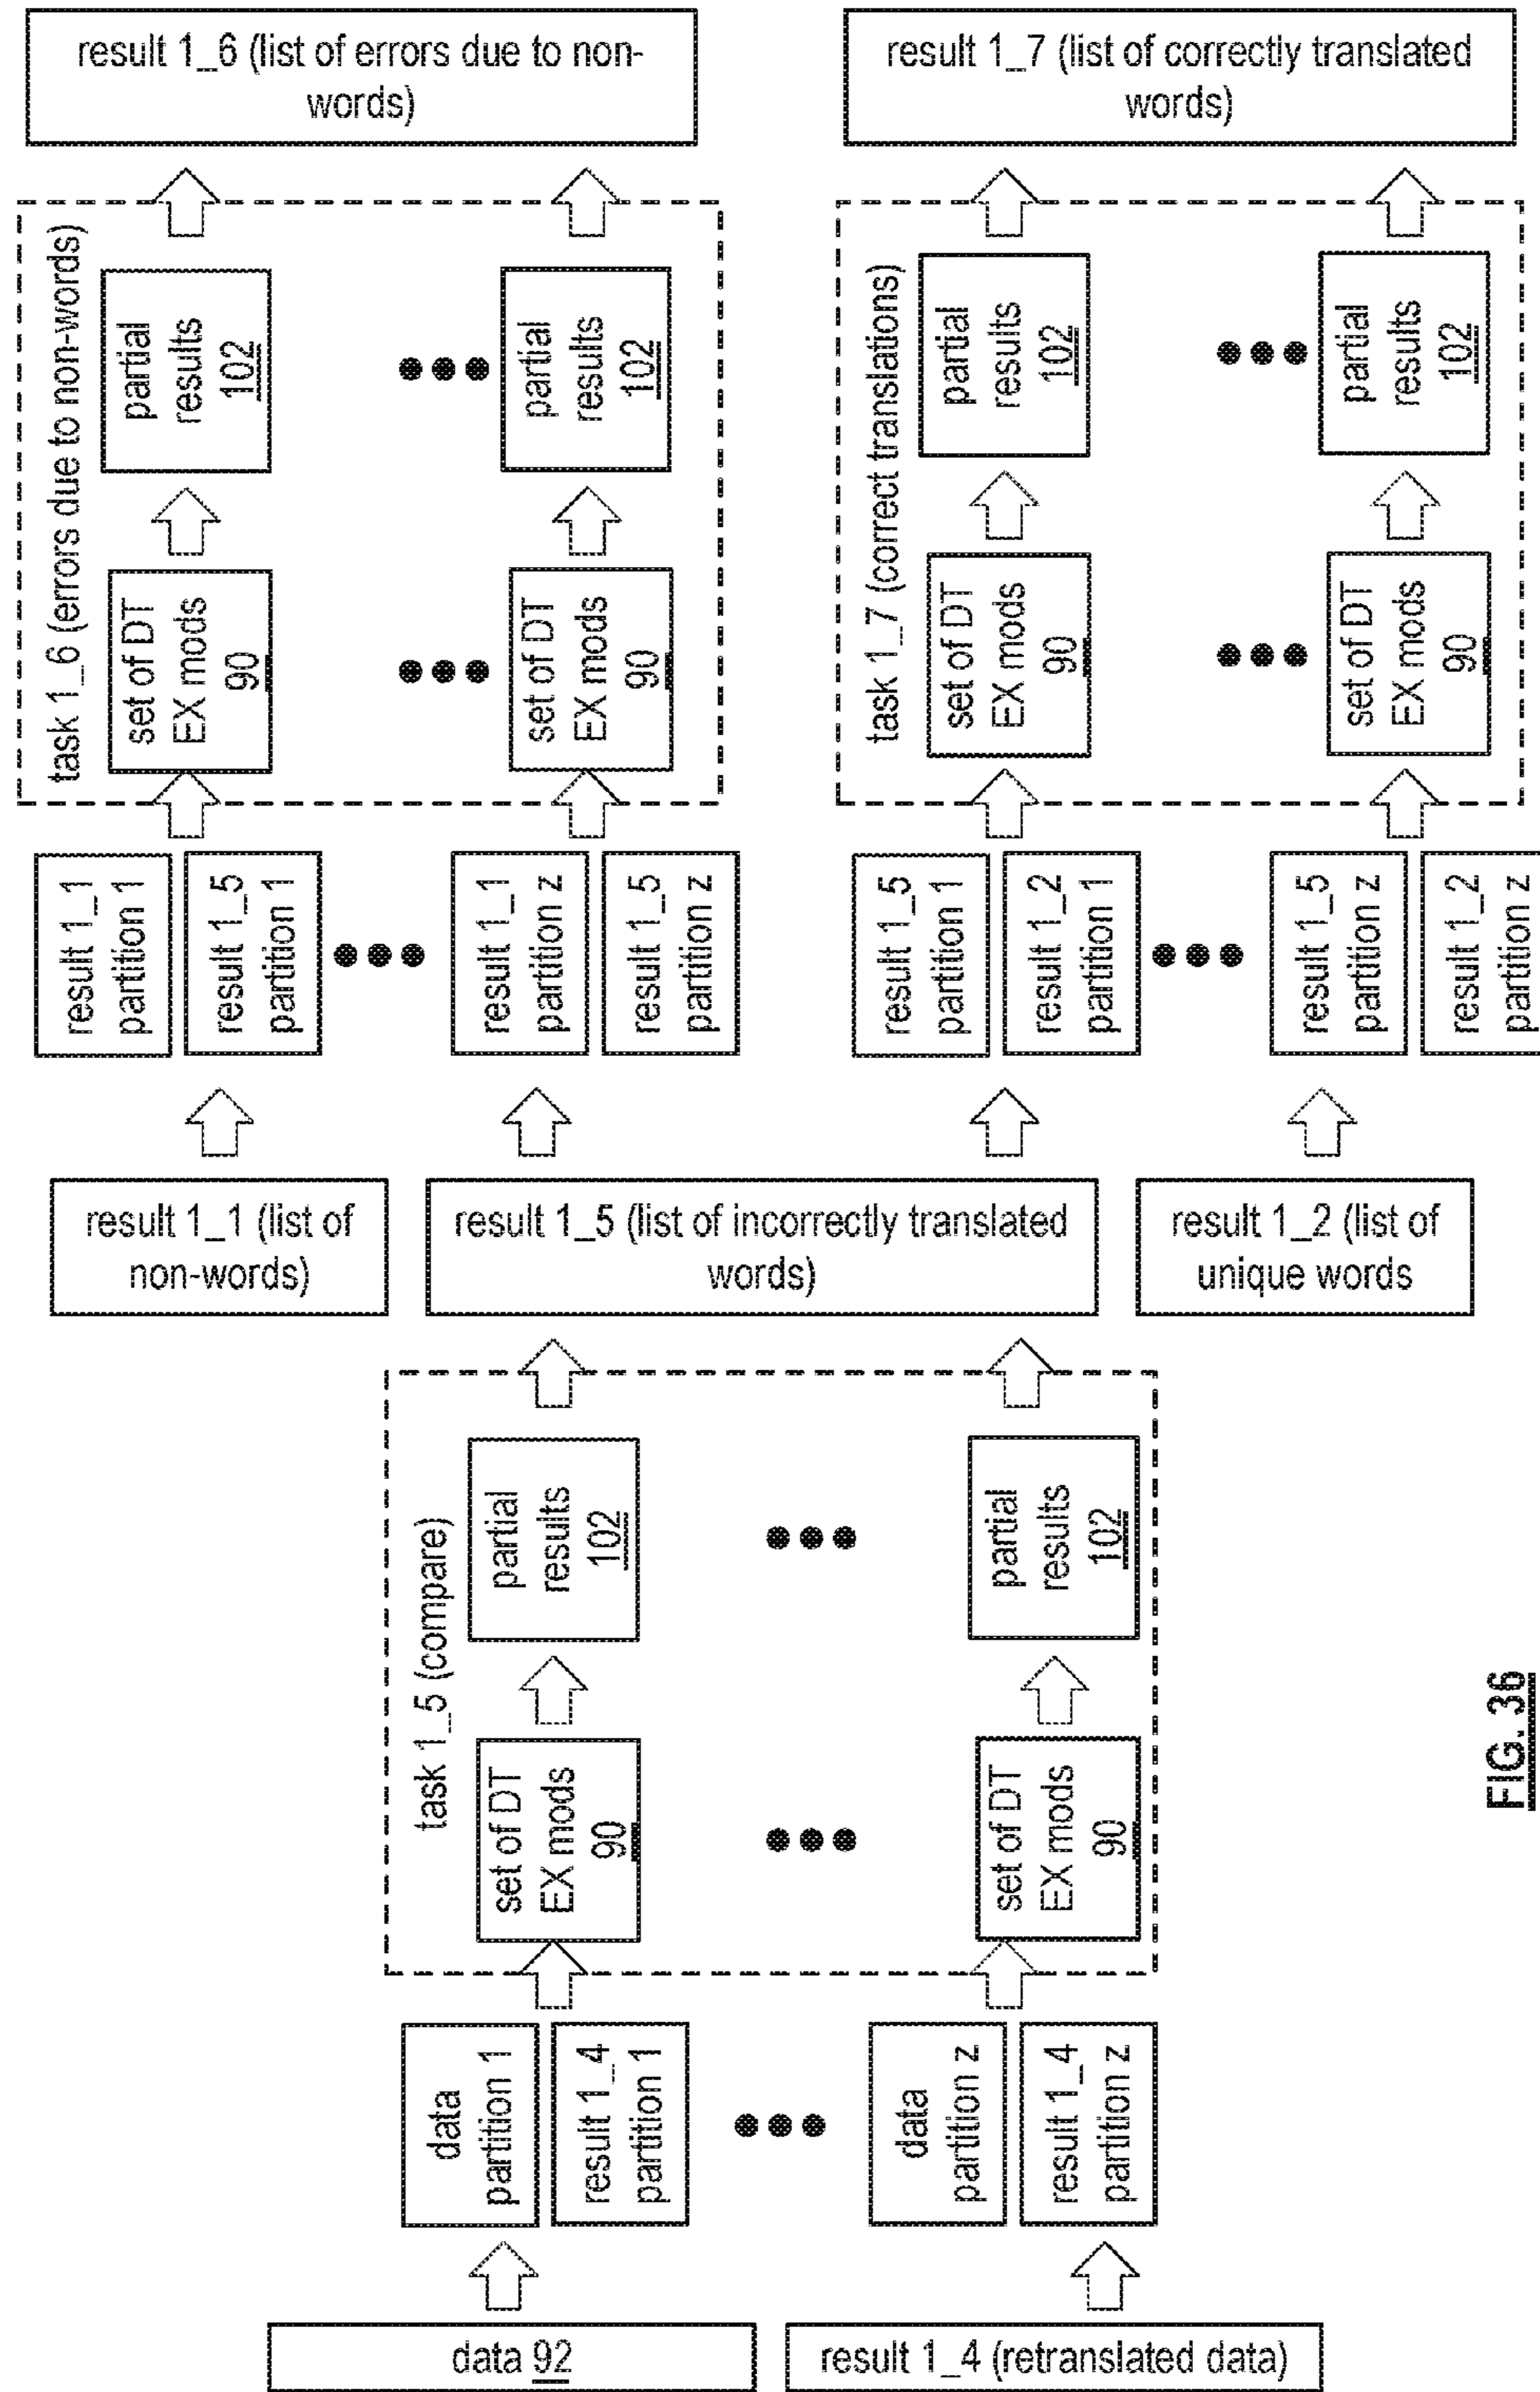 data 92
result 1_4 (retranslated data)
data
partition 1
result 1_4
partition 1
data
partition z
result 1_4
partition z
task 1_5 (compare)
set of DT
EX mods
90
partial
results
102
set of DT
EX mods
90
partial
results
102
result 1_1 (list of
non-words)
result 1_5 (list of incorrectly translated
words)
result 1_2 (list of
unique words
result 1_1
partition 1
result 1_5
partition 1
result 1_1
partition z
result 1_5
partition z
task 1_6 (errors due to non-words)
set of DT
EX mods
90
partial
results
102
set of DT
EX mods
90
partial
results
102
result 1_6 (list of errors due to non-
words)
result 1_5
partition 1
result 1_2
partition 1
result 1_5
partition z
result 1_2
partition z
task 1_7 (correct translations)
set of DT
EX mods
90
partial
results
102
set of DT
EX mods
90
partial
results
102
result 1_7 (list of correctly translated
words)
FIG. 36